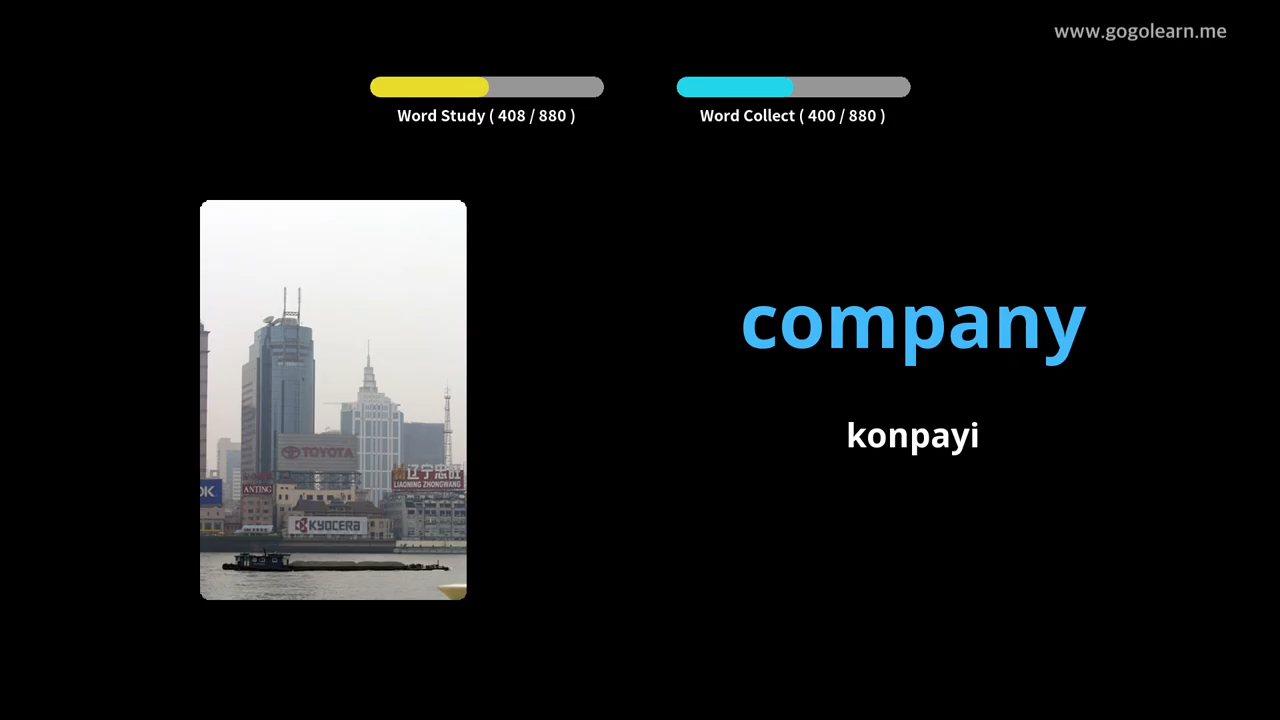 www.gogolearn.me
Word Study ( 408 / 880 )
Word Collect ( 400 / 880 )
company
konpayi
TOYOTA
辽宁忠旺
LIAONING ZHONGWANG
OK
ANTING
KYOCERA